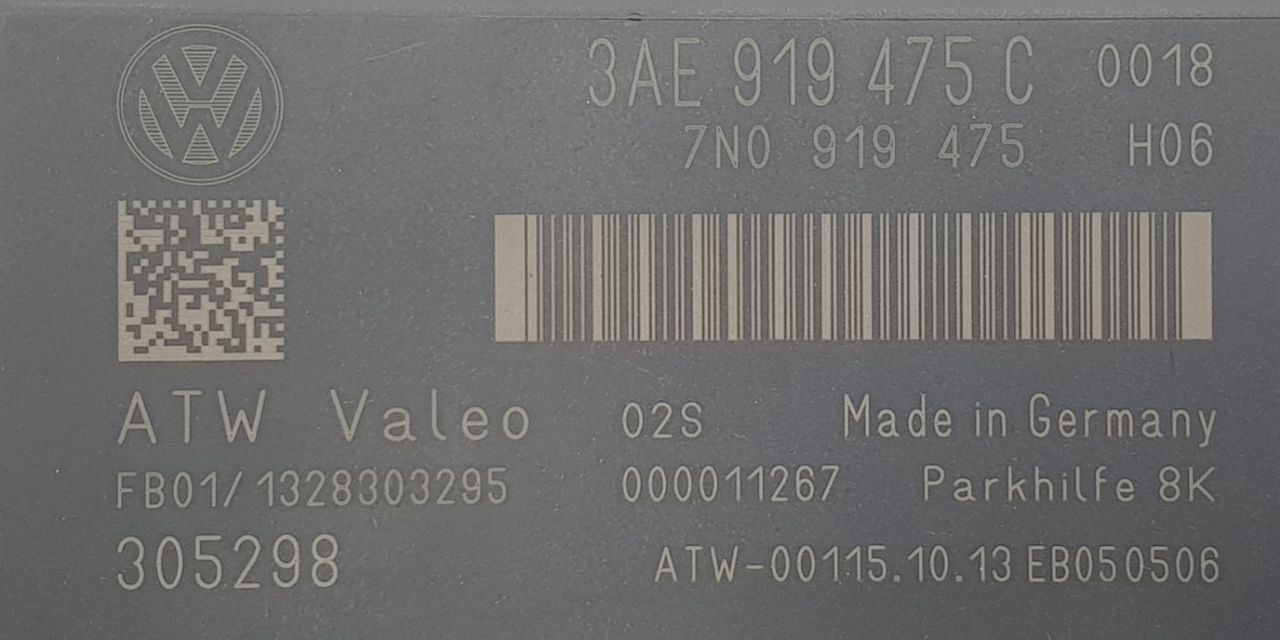 3AE 919 475 C 0018
7N0 919 475 H06
ATW Valeo 02S Made in Germany
FB01/1328303295 000011267 Parkhilfe 8K
305298 ATW-00115.10.13 EB050506